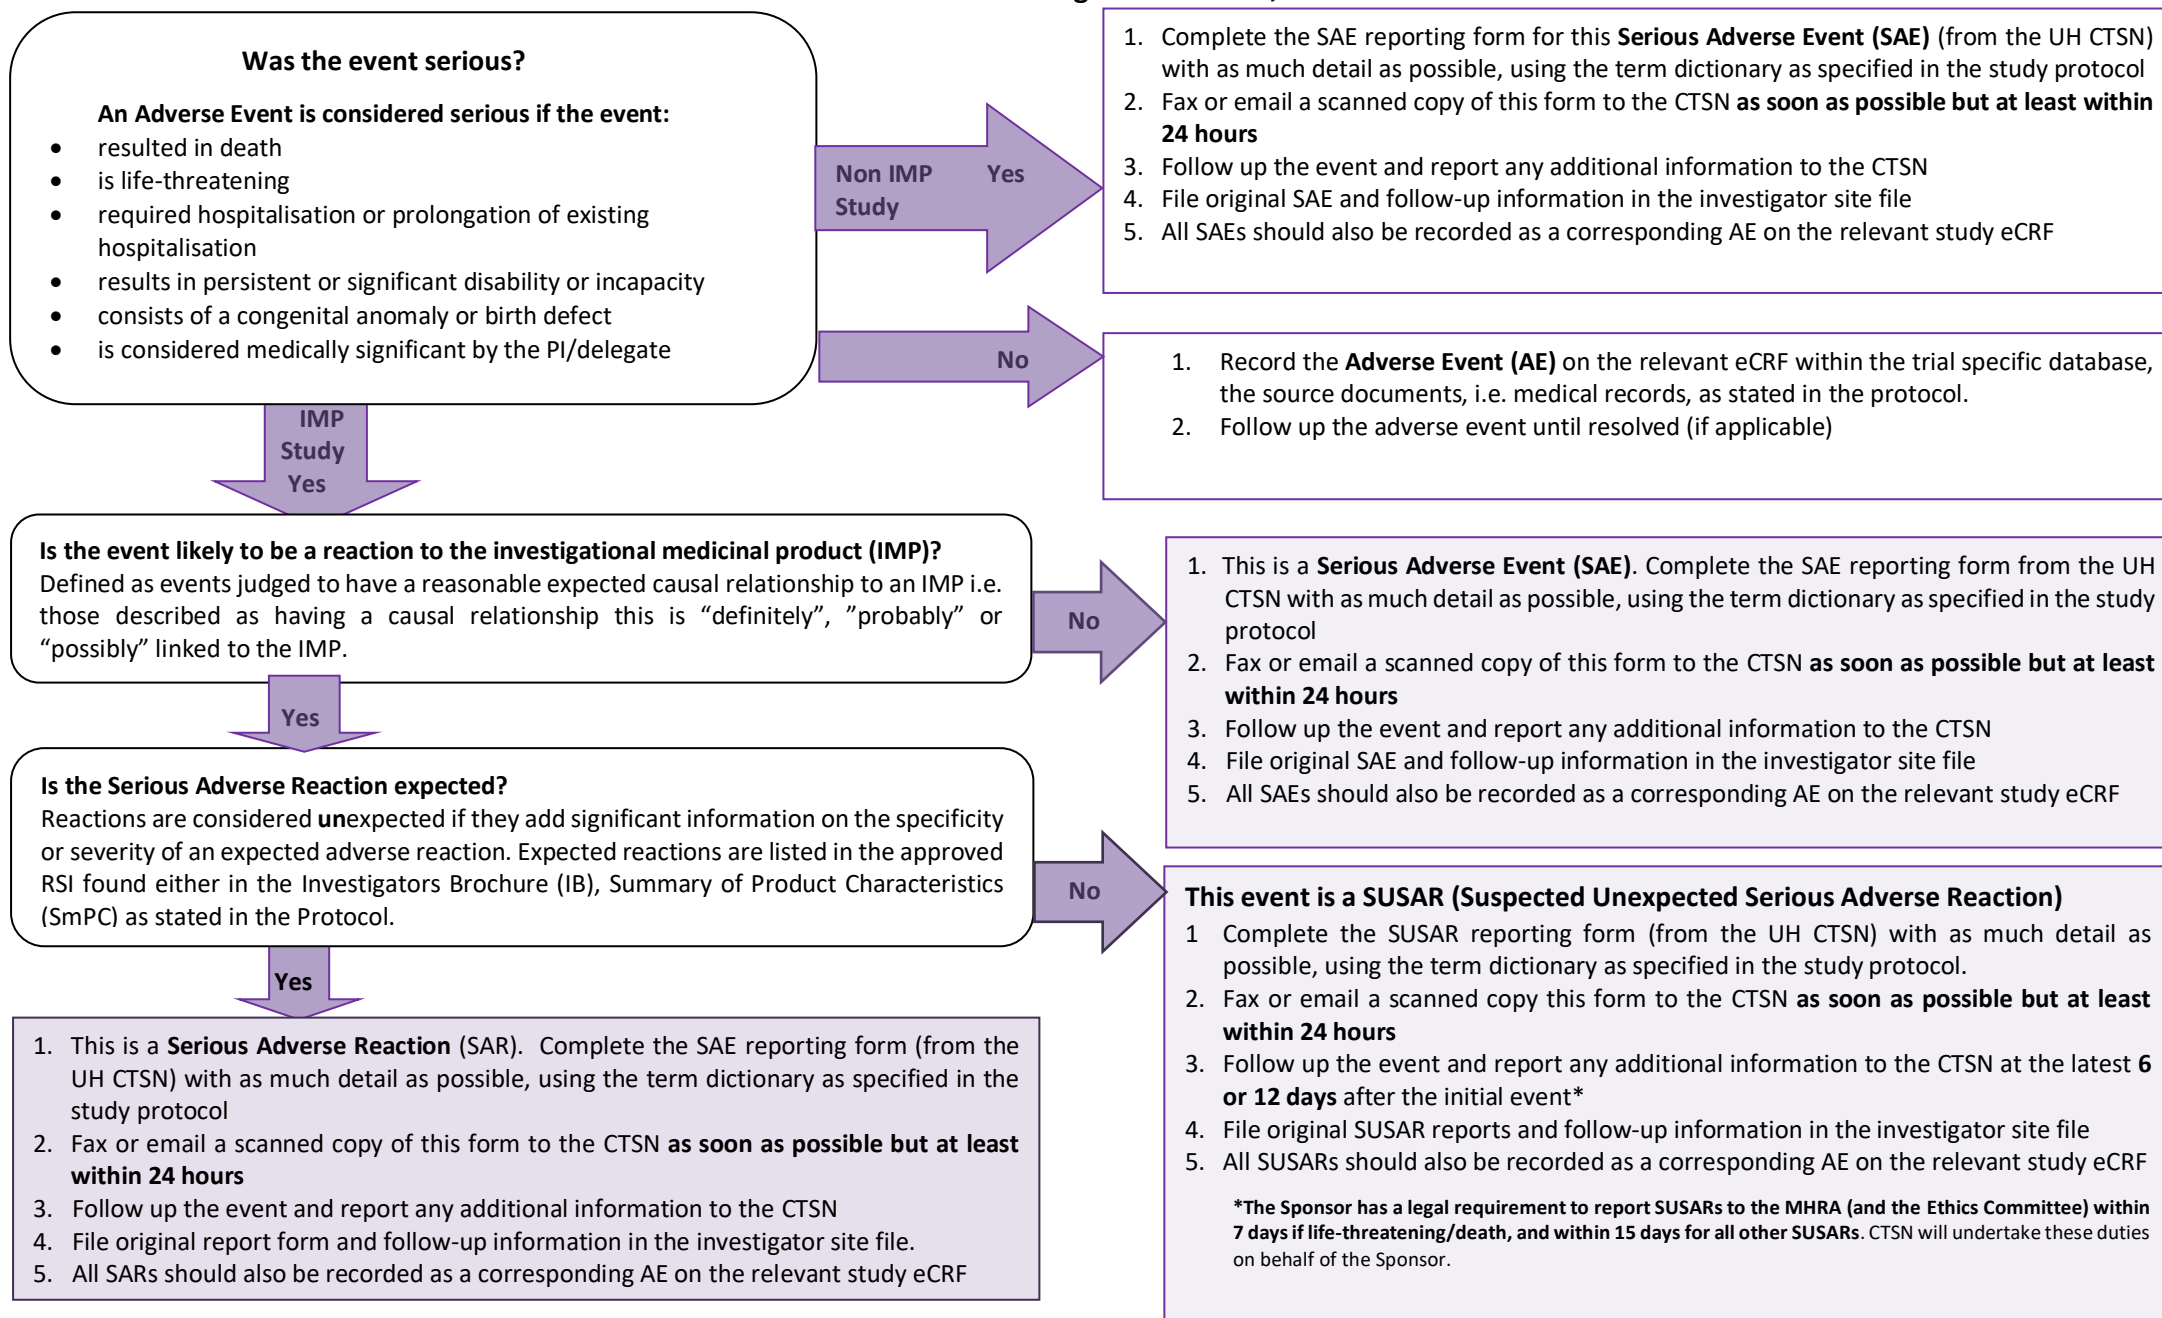 Was the event serious?
An Adverse Event is considered serious if the event:
• resulted in death
• is life-threatening
• required hospitalisation or prolongation of existing
hospitalisation
• results in persistent or significant disability or incapacity
• consists of a congenital anomaly or birth defect
• is considered medically significant by the PI/delegate
Non IMP Yes
Study
1. Complete the SAE reporting form for this Serious Adverse Event (SAE) (from the UH CTSN)
with as much detail as possible, using the term dictionary as specified in the study protocol
2. Fax or email a scanned copy of this form to the CTSN as soon as possible but at least within
24 hours
3. Follow up the event and report any additional information to the CTSN
4. File original SAE and follow-up information in the investigator site file
5. All SAEs should also be recorded as a corresponding AE on the relevant study eCRF
No
1. Record the Adverse Event (AE) on the relevant eCRF within the trial specific database,
the source documents, i.e. medical records, as stated in the protocol.
2. Follow up the adverse event until resolved (if applicable)
IMP
Study
Yes
Is the event likely to be a reaction to the investigational medicinal product (IMP)?
Defined as events judged to have a reasonable expected causal relationship to an IMP i.e.
those described as having a causal relationship this is “definitely”, ”probably” or
“possibly” linked to the IMP.
No
1. This is a Serious Adverse Event (SAE). Complete the SAE reporting form from the UH
CTSN with as much detail as possible, using the term dictionary as specified in the study
protocol
2. Fax or email a scanned copy of this form to the CTSN as soon as possible but at least
within 24 hours
3. Follow up the event and report any additional information to the CTSN
4. File original SAE and follow-up information in the investigator site file
5. All SAEs should also be recorded as a corresponding AE on the relevant study eCRF
Yes
Is the Serious Adverse Reaction expected?
Reactions are considered unexpected if they add significant information on the specificity
or severity of an expected adverse reaction. Expected reactions are listed in the approved
RSI found either in the Investigators Brochure (IB), Summary of Product Characteristics
(SmPC) as stated in the Protocol.
No
This event is a SUSAR (Suspected Unexpected Serious Adverse Reaction)
1 Complete the SUSAR reporting form (from the UH CTSN) with as much detail as
possible, using the term dictionary as specified in the study protocol.
2. Fax or email a scanned copy this form to the CTSN as soon as possible but at least
within 24 hours
3. Follow up the event and report any additional information to the CTSN at the latest 6
or 12 days after the initial event*
4. File original SUSAR reports and follow-up information in the investigator site file
5. All SUSARs should also be recorded as a corresponding AE on the relevant study eCRF
*The Sponsor has a legal requirement to report SUSARs to the MHRA (and the Ethics Committee) within
7 days if life-threatening/death, and within 15 days for all other SUSARs. CTSN will undertake these duties
on behalf of the Sponsor.
Yes
1. This is a Serious Adverse Reaction (SAR). Complete the SAE reporting form (from the
UH CTSN) with as much detail as possible, using the term dictionary as specified in the
study protocol
2. Fax or email a scanned copy of this form to the CTSN as soon as possible but at least
within 24 hours
3. Follow up the event and report any additional information to the CTSN
4. File original report form and follow-up information in the investigator site file.
5. All SARs should also be recorded as a corresponding AE on the relevant study eCRF